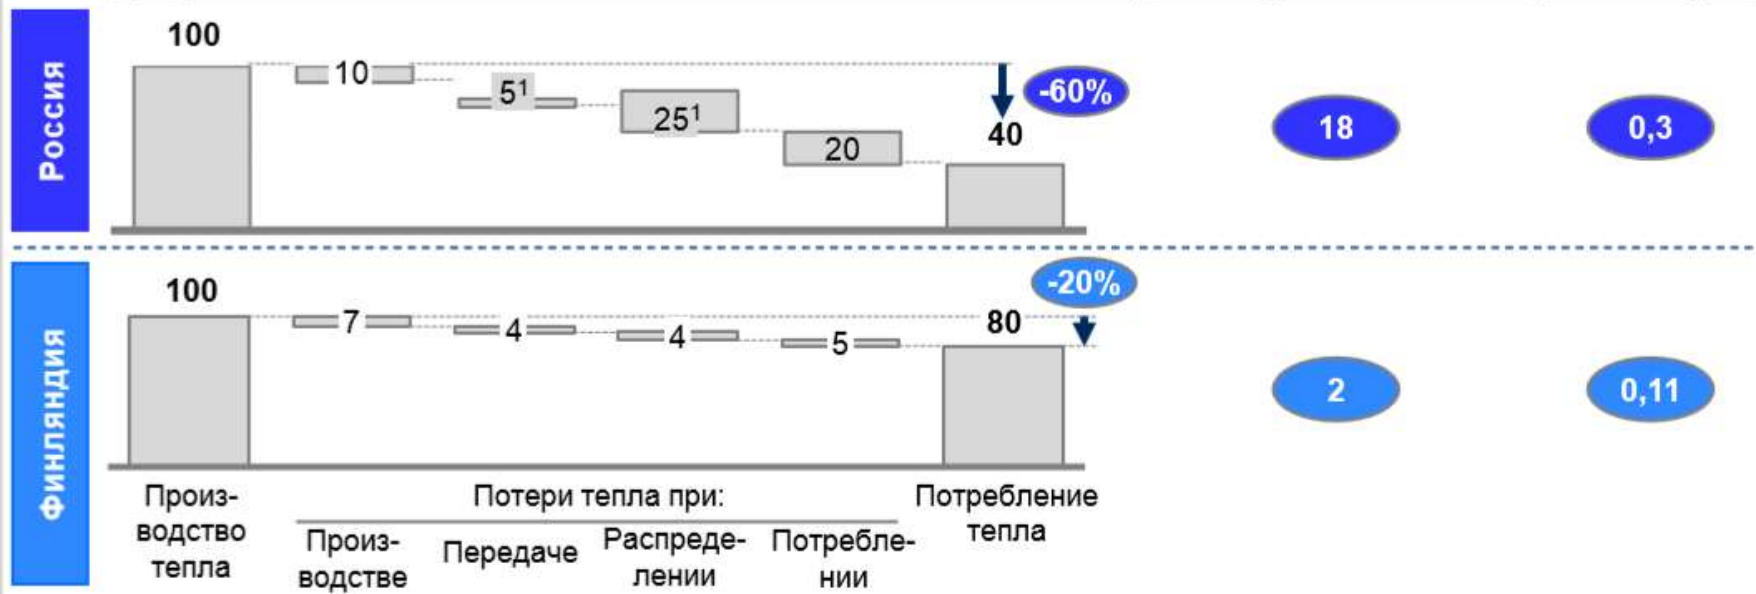 Россия
100
10
5¹
25¹
20
40
-60%
18
0,3
Финляндия
100
7
4
4
5
80
-20%
2
0,11
Произ-
водство
тепла
Потери тепла при:
Произ-
водстве
Передаче
Распреде-
лении
Потребле-
нии
Потребление
тепла